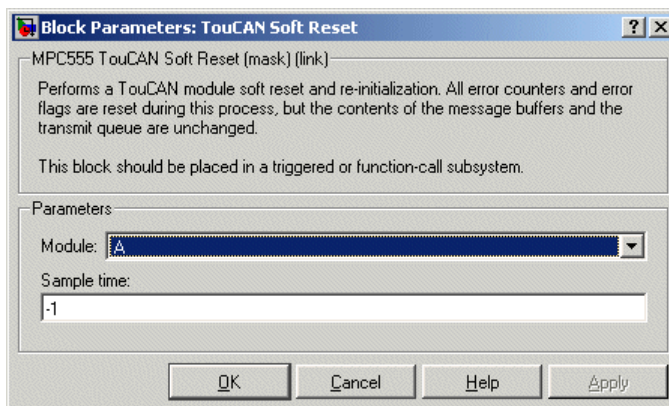 Block Parameters: TouCAN Soft Reset
MPC555 TouCAN Soft Reset (mask) (link)
Performs a TouCAN module soft reset and re-initialization. All error counters and error
flags are reset during this process, but the contents of the message buffers and the
transmit queue are unchanged.
This block should be placed in a triggered or function-call subsystem.
Parameters
Module: A
Sample time:
-1
OK Cancel Help Apply